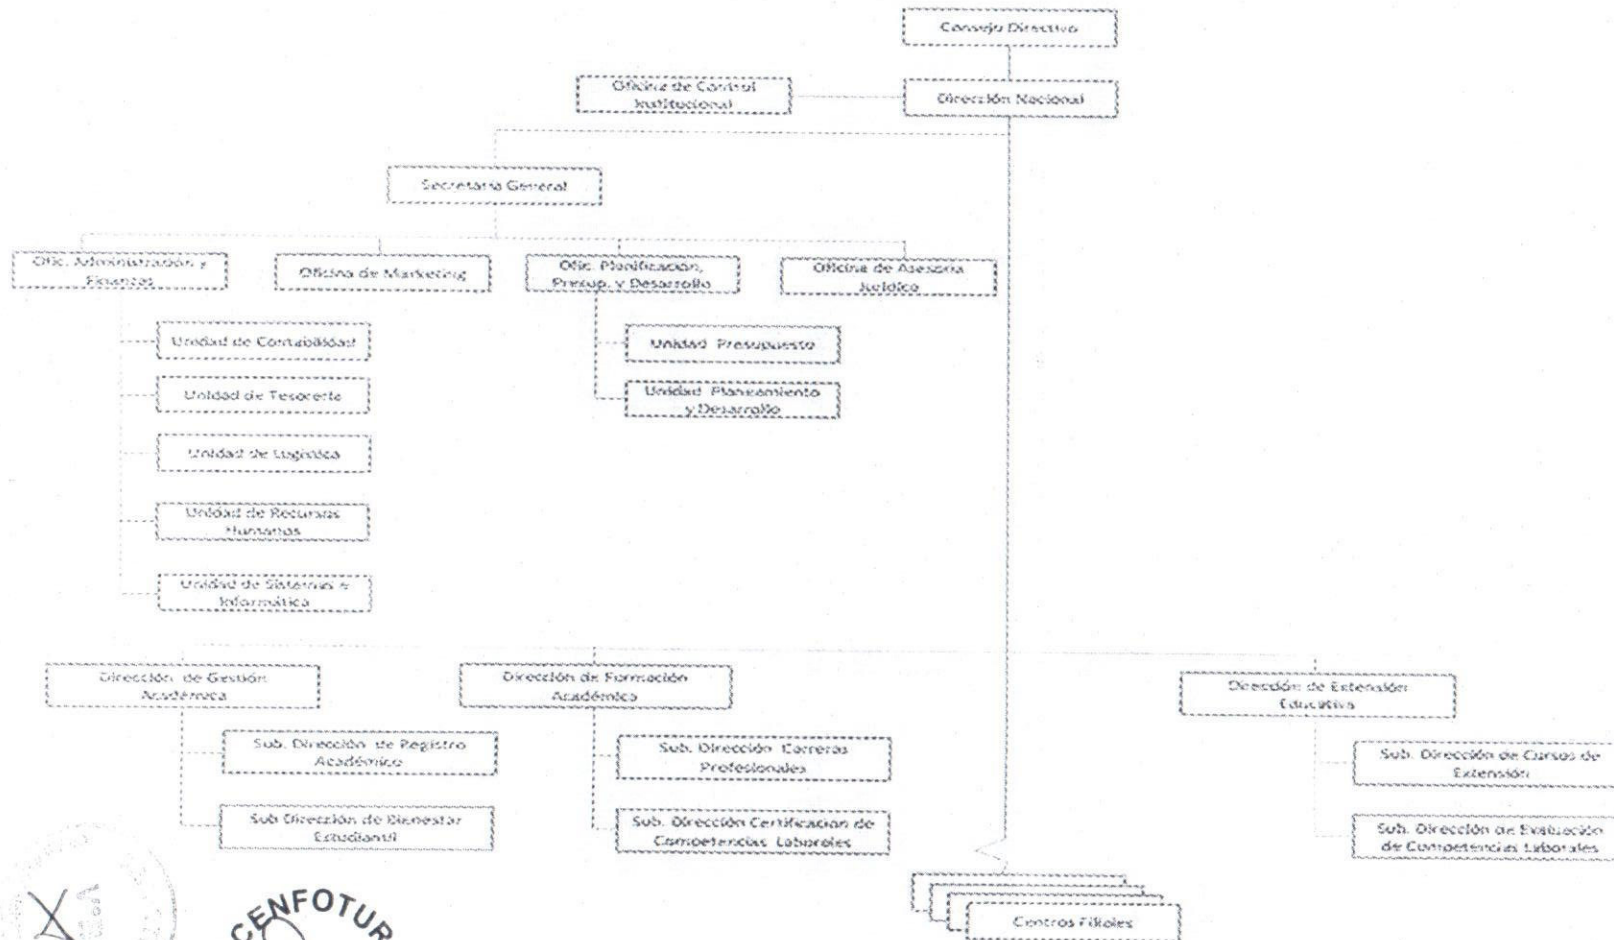 Consejo Directivo
Oficina de Control
Institucional
Dirección Nacional
Secretaria General
Ofic. Administración y
Finanzas
Oficina de Marketing
Ofic. Planificación,
Presup. y Desarrollo
Oficina de Asesoría
Jurídica
Unidad de Contabilidad
Unidad Presupuesto
Unidad de Tesorería
Unidad Planeamiento
y Desarrollo
Unidad de Logística
Unidad de Recursos
Humanos
Unidad de Sistemas e
Informática
Dirección de Gestión
Académica
Dirección de Formación
Académica
Dirección de Extensión
Educativa
Sub. Dirección de Registro
Académico
Sub. Dirección Carreras
Profesionales
Sub. Dirección de Cursos de
Extensión
Sub Dirección de Bienestar
Estudiantil
Sub. Dirección Certificación de
Competencias Laborales
Sub. Dirección de Evaluación
de Competencias Laborales
Centros Filiales
CENFOTUR